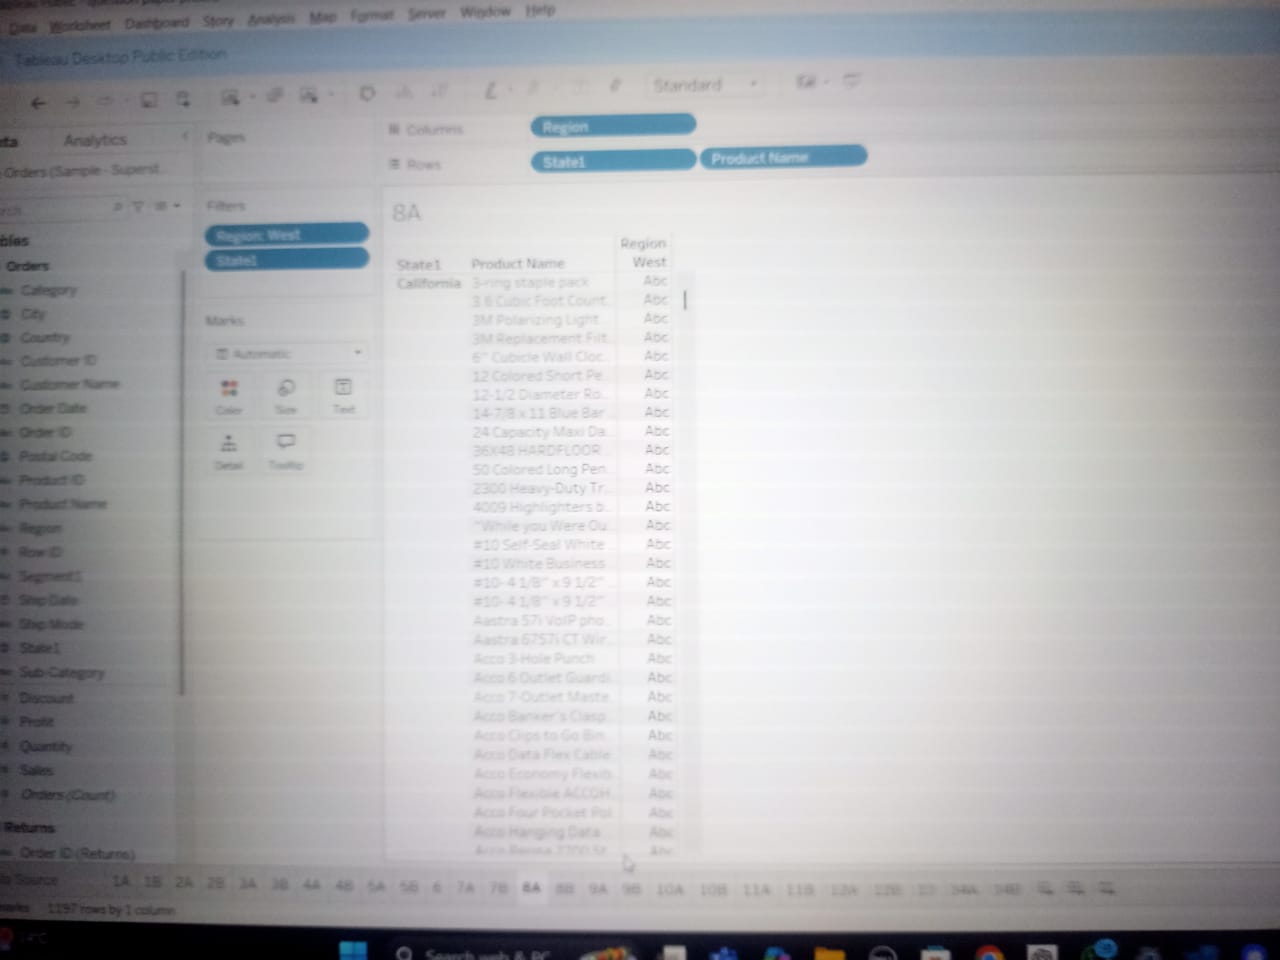 Data Worksheet Dashboard Story Analysis Map Format Server Window Help
Tableau Desktop Public Edition
Standard
Analytics
Orders (Sample - Superst...
Orders
Category
City
Country
Customer ID
Customer Name
Order Date
Order ID
Postal Code
Product ID
Product Name
Region
Row ID
Segment1
Ship Date
Ship Mode
State1
Sub-Category
Discount
Profit
Quantity
Sales
Orders (Count)
Returns
Order ID (Returns)
Pages
Filters
Region: West
State1
Marks
Automatic
Color Size Text
Detail Tooltip
Columns Region
Rows State1 Product Name
8A
Region
State1 Product Name West
California 3-ring staple pack Abc
3.6 Cubic Foot Count.. Abc
3M Polarizing Light.. Abc
3M Replacement Filt.. Abc
6" Cubicle Wall Cloc.. Abc
12 Colored Short Pe.. Abc
12-1/2 Diameter Ro.. Abc
14-7/8 x 11 Blue Bar.. Abc
24 Capacity Maxi Da.. Abc
36X48 HARDFLOOR.. Abc
50 Colored Long Pen.. Abc
2300 Heavy-Duty Tr.. Abc
4009 Highlighters b.. Abc
"While you Were Ou.. Abc
#10 Self-Seal White.. Abc
#10 White Business.. Abc
#10- 4 1/8" x 9 1/2".. Abc
#10- 4 1/8" x 9 1/2".. Abc
Aastra 57i VoIP pho.. Abc
Aastra 6757i CT Wir.. Abc
Acco 3-Hole Punch Abc
Acco 6 Outlet Guardi.. Abc
Acco 7-Outlet Maste.. Abc
Acco Banker's Clasp.. Abc
Acco Clips to Go Bin.. Abc
Acco Data Flex Cable.. Abc
Acco Economy Flexib.. Abc
Acco Flexible ACCOH.. Abc
Acco Four Pocket Pol.. Abc
Acco Hanging Data.. Abc
Abc
Source 1A 1B 2A 2B 3A 3B 4A 4B 5A 5B 6 7A 7B 8A 8B 9A 9B 10A 10B 11A 11B 12A 12B 13 14A 14B
1197 rows by 1 column
Search web & PC